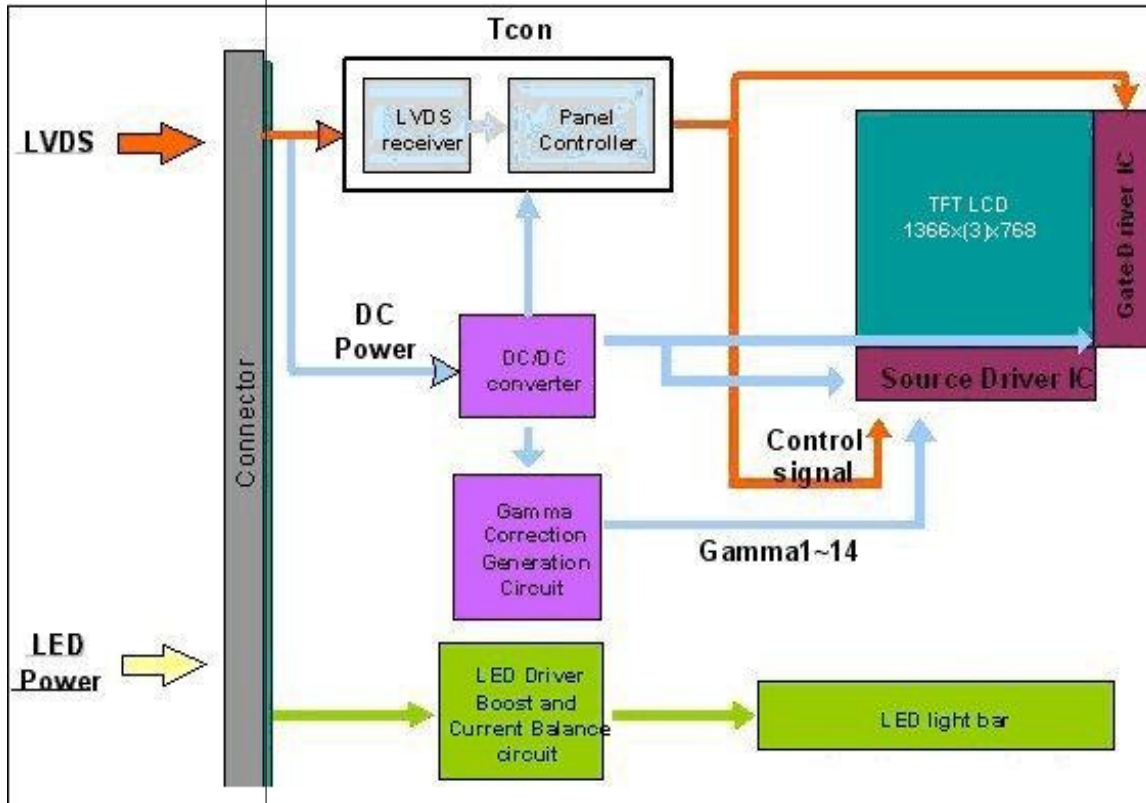 Tcon
LVDS
LVDS
receiver
Panel
Controller
TFT LCD
1366x(3)x768
Gate Driver IC
DC
Power
DC/DC
converter
Source Driver IC
Connector
Control
signal
Gamma
Correction
Generation
Circuit
Gamma1~14
LED
Power
LED Driver
Boost and
Current Balance
circuit
LED light bar